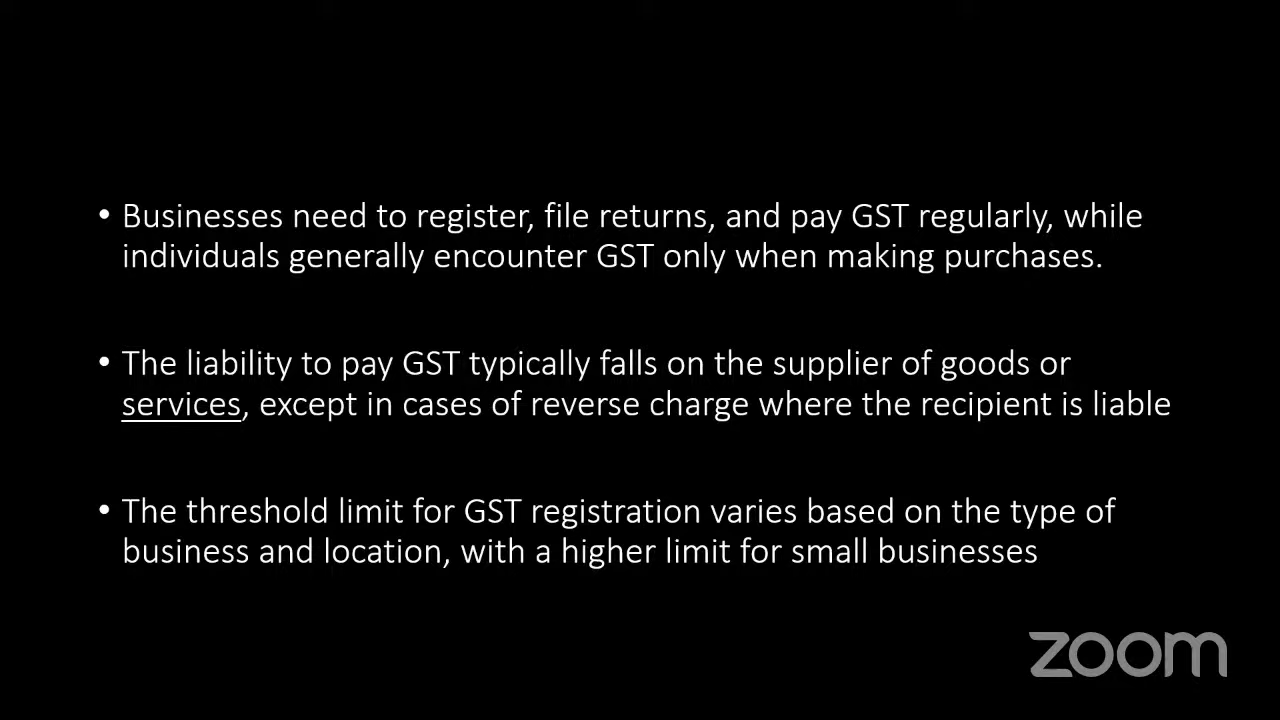 • Businesses need to register, file returns, and pay GST regularly, while
individuals generally encounter GST only when making purchases.
• The liability to pay GST typically falls on the supplier of goods or
services, except in cases of reverse charge where the recipient is liable
• The threshold limit for GST registration varies based on the type of
business and location, with a higher limit for small businesses
zoom